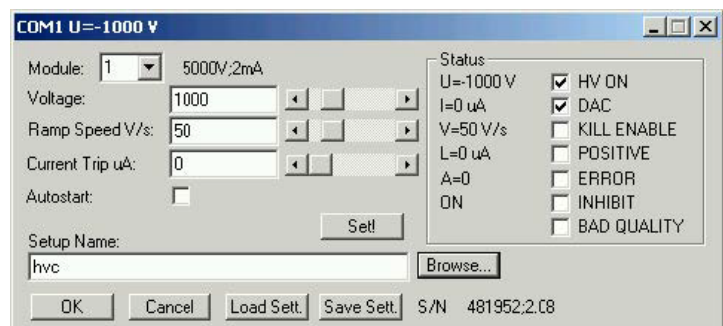 COM1 U=-1000 V
Module: 1 5000V;2mA
Voltage: 1000
Ramp Speed V/s: 50
Current Trip uA: 0
Autostart:
Set!
Setup Name:
hvc
Browse...
OK Cancel Load Sett. Save Sett. S/N 481952;2.08
Status
U=-1000 V HV ON
I=0 uA DAC
V=50 V/s KILL ENABLE
L=0 uA POSITIVE
A=0 ERROR
ON INHIBIT
BAD QUALITY